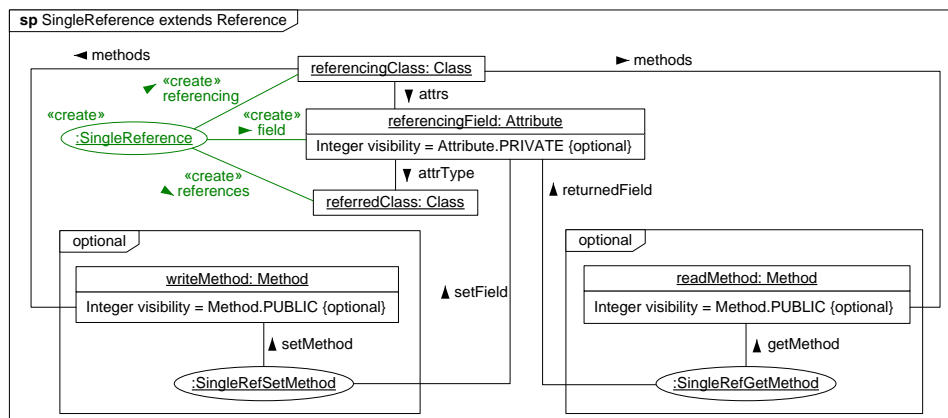 sp SingleReference extends Reference
methods
referencingClass: Class
methods
«create»
referencing
attrs
«create»
:SingleReference
«create»
field
referencingField: Attribute
Integer visibility = Attribute.PRIVATE {optional}
«create»
references
attrType
referredClass: Class
returnedField
optional
writeMethod: Method
Integer visibility = Method.PUBLIC {optional}
setField
setMethod
:SingleRefSetMethod
optional
readMethod: Method
Integer visibility = Method.PUBLIC {optional}
getMethod
:SingleRefGetMethod